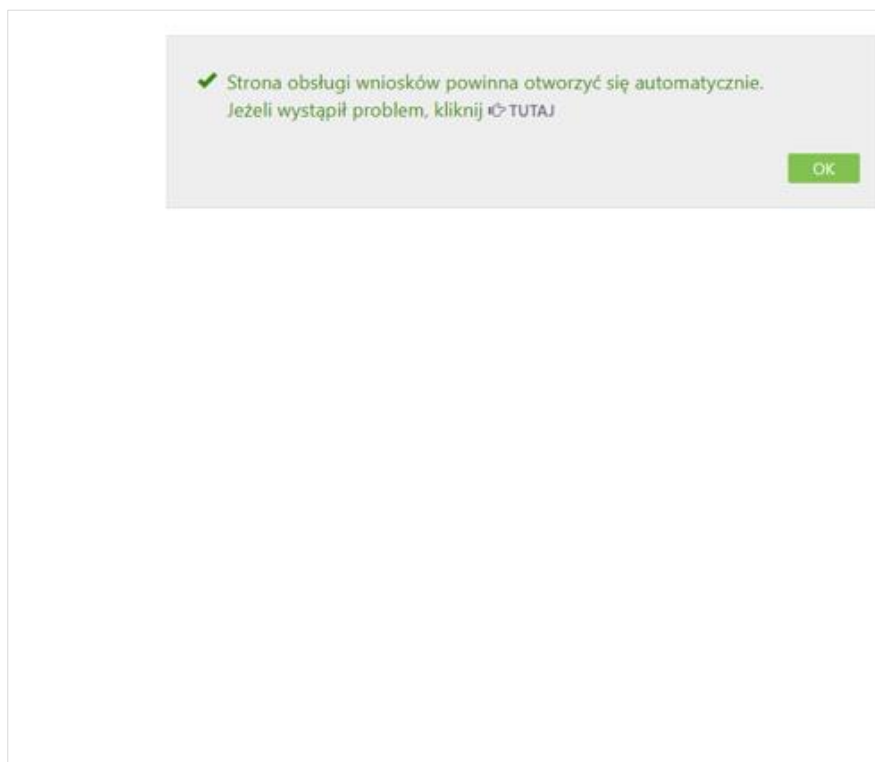 Strona obsługi wniosków powinna otworzyć się automatycznie.
Jeżeli wystąpił problem, kliknij TUTAJ
OK